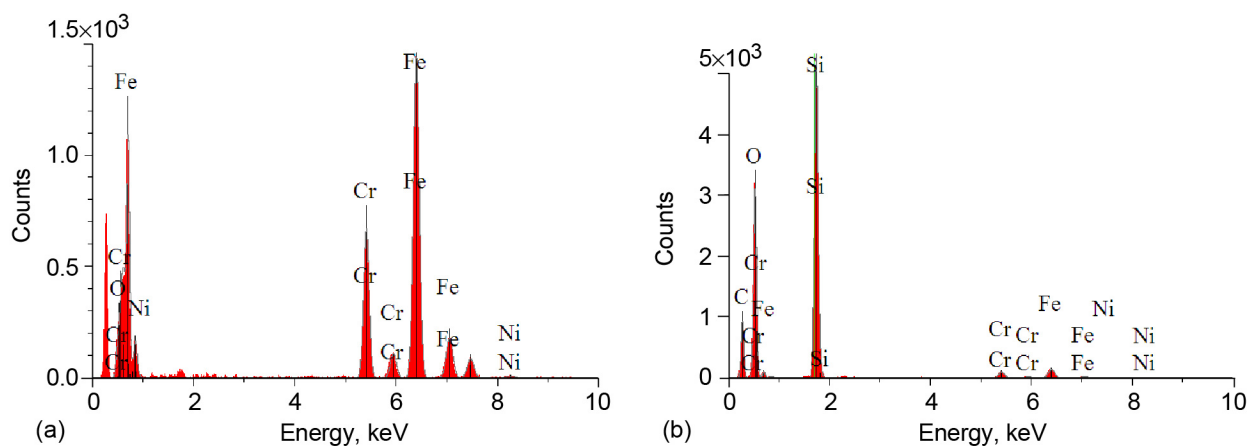 1.5×10³
Fe
Fe
1.0
Counts
Fe
Cr
Cr
0.5
Cr
O
Ni
Cr
Fe
Cr
Ni
Cr
Cr
Fe
Cr
Ni
0.0
0 2 4 6 8 10
(a)
Energy, keV
5×10³
Si
4
O
3
Si
Counts
2
Cr
C
Fe
Fe
Ni
1
Cr
Cr
Cr
Fe
Ni
Cr
Si
Cr
Cr
Fe
Ni
0
0 2 4 6 8 10
(b)
Energy, keV